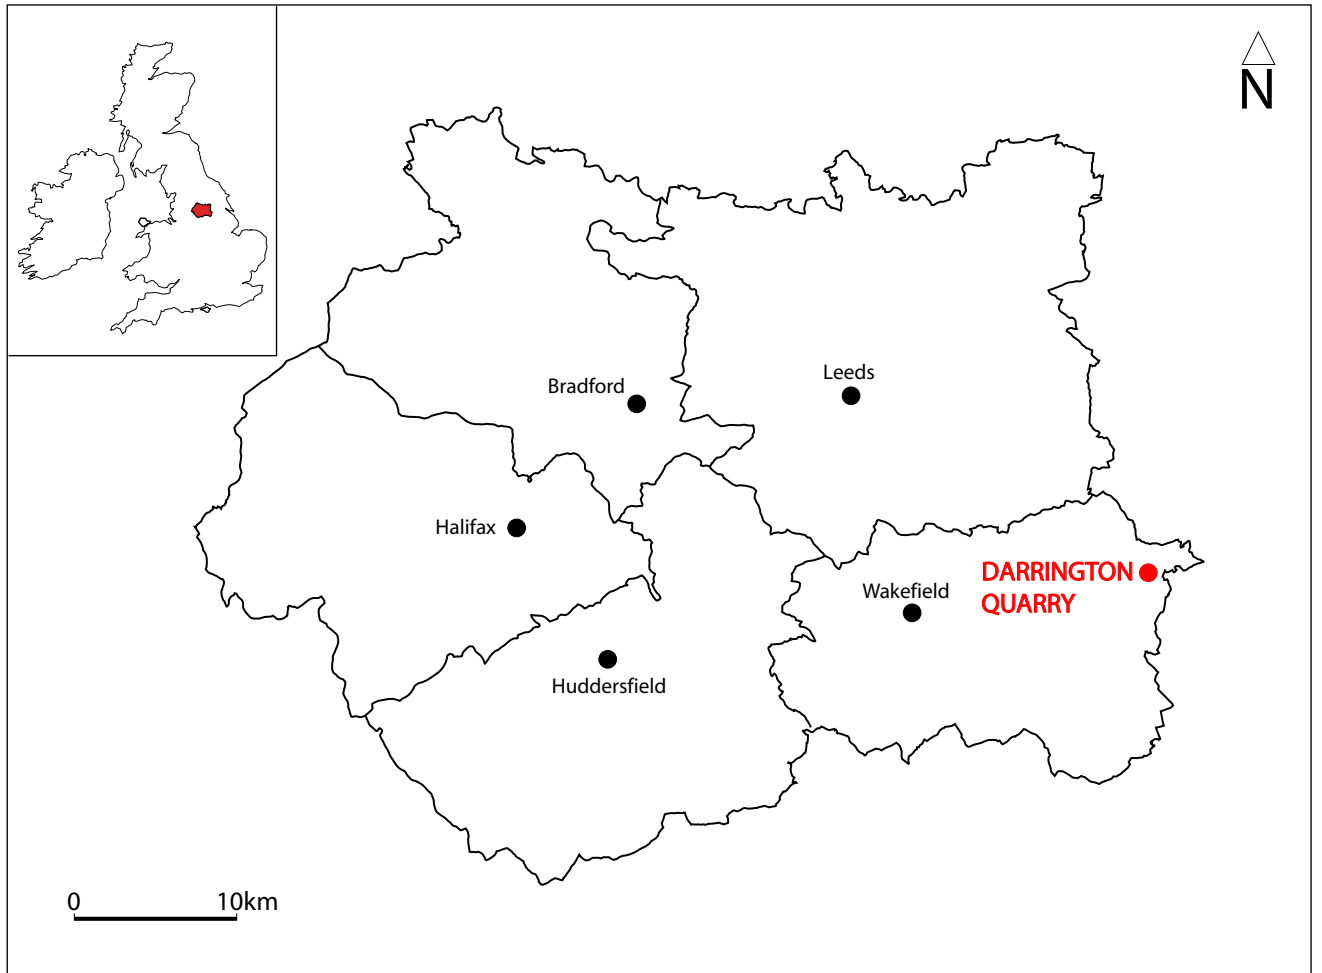 N
Leeds
Bradford
Halifax
DARRINGTON
QUARRY
Wakefield
Huddersfield
0 10km